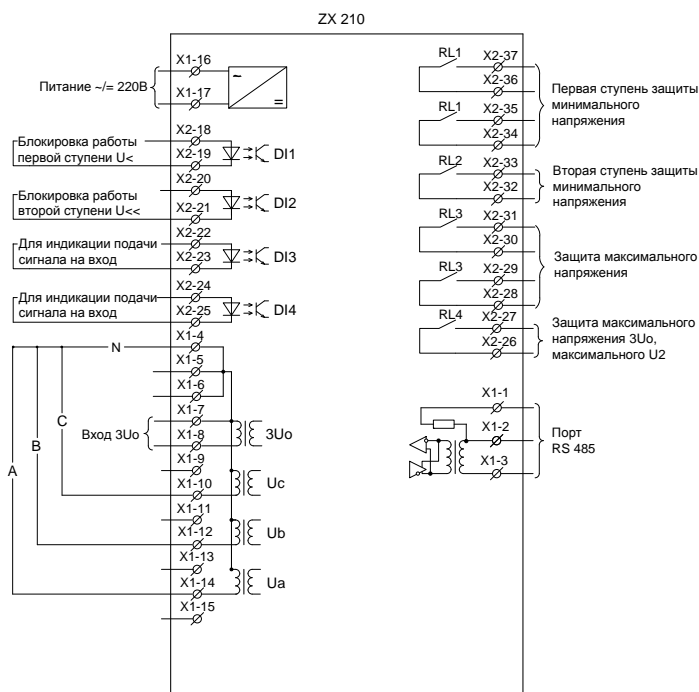 ZX 210
X1-16
Питание ~/= 220В
~
=
X1-17
X2-18
Блокировка работы
первой ступени U<
X2-19
DI1
X2-20
Блокировка работы
второй ступени U<<
X2-21
DI2
X2-22
Для индикации подачи
сигнала на вход
X2-23
DI3
X2-24
Для индикации подачи
сигнала на вход
X2-25
DI4
X1-4
N
X1-5
X1-6
X1-7
Вход 3Uo
X1-8
3Uo
X1-9
X1-10
Uc
X1-11
X1-12
Ub
X1-13
X1-14
Ua
X1-15
A
B
C
RL1
X2-37
X2-36
RL1
X2-35
X2-34
Первая ступень защиты
минимального
напряжения
RL2
X2-33
X2-32
Вторая ступень защиты
минимального
напряжения
RL3
X2-31
X2-30
RL3
X2-29
X2-28
Защита максимального
напряжения
RL4
X2-27
X2-26
Защита максимального
напряжения 3Uo,
максимального U2
X1-1
X1-2
X1-3
Порт
RS 485